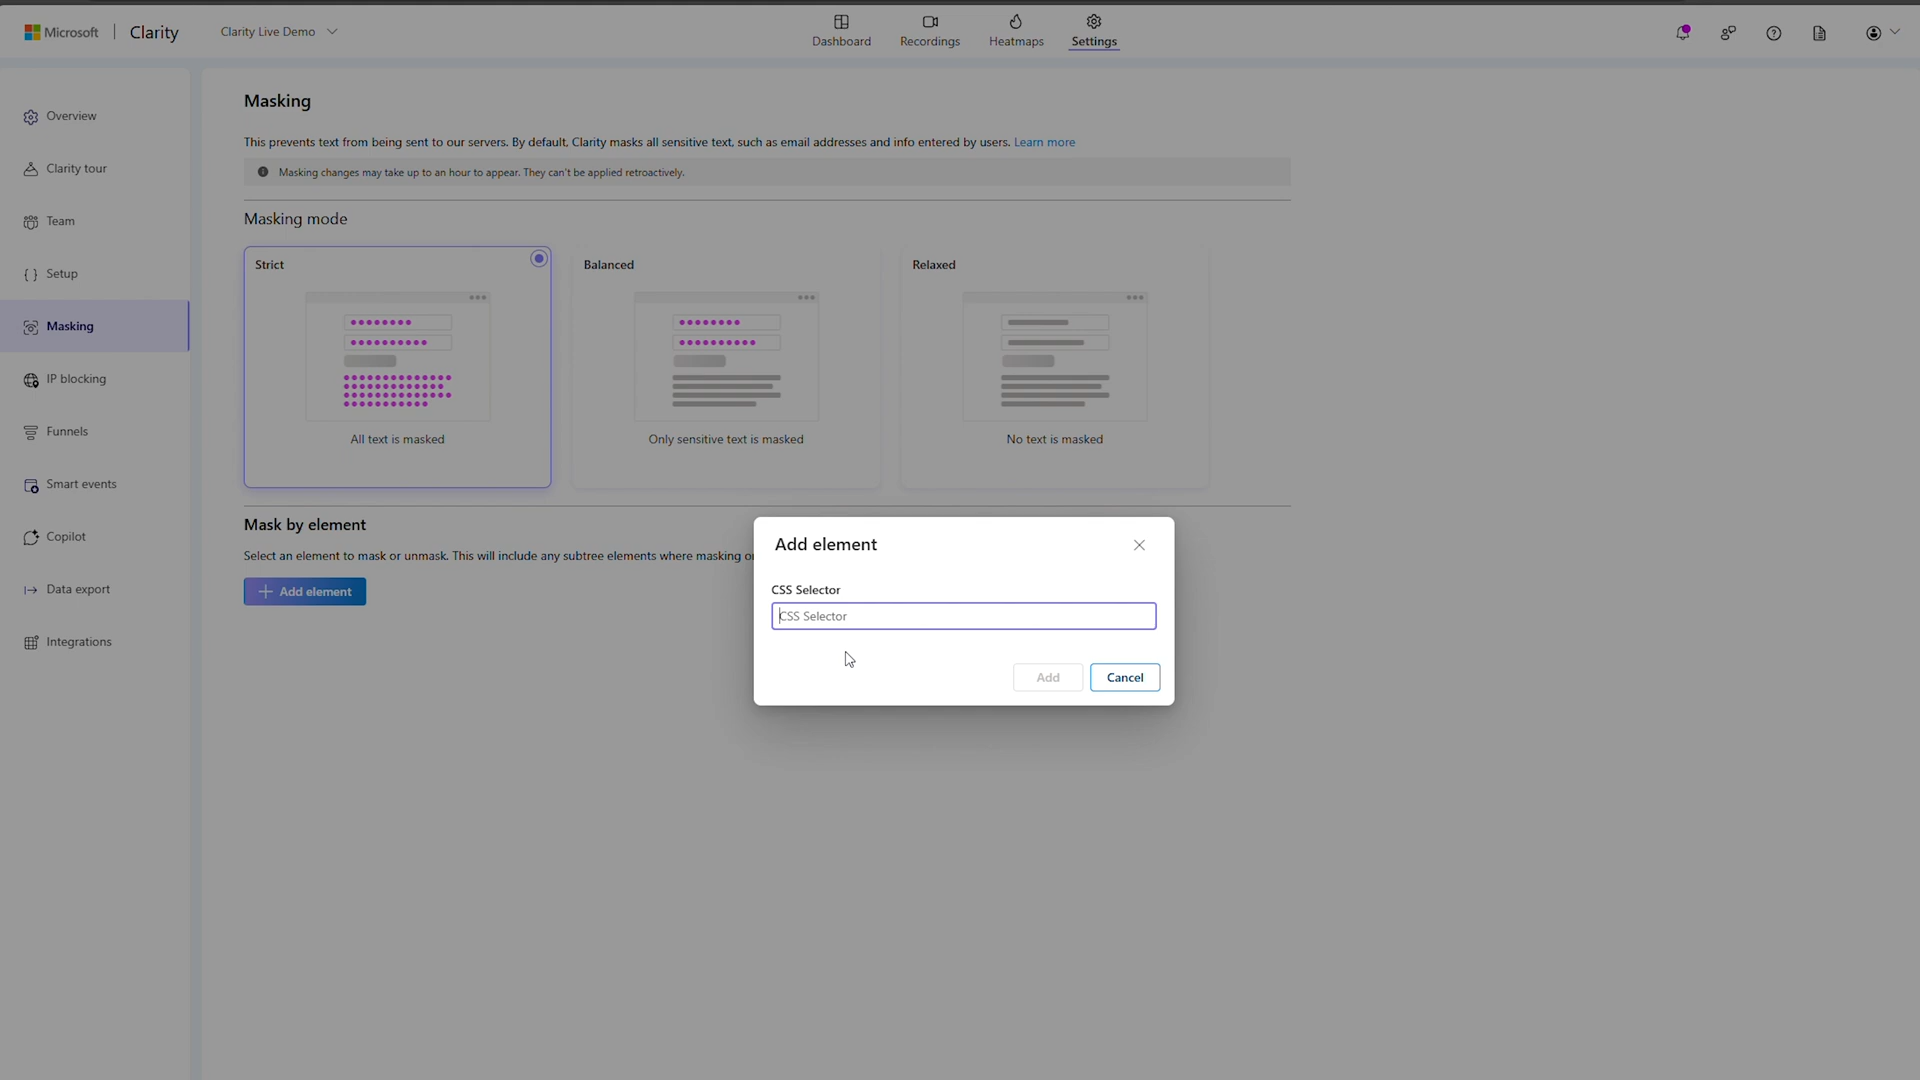 Microsoft | Clarity
Clarity Live Demo
Dashboard
Recordings
Heatmaps
Settings
Overview
Clarity tour
Team
Setup
Masking
IP blocking
Funnels
Smart events
Copilot
Data export
Integrations
Masking
This prevents text from being sent to our servers. By default, Clarity masks all sensitive text, such as email addresses and info entered by users. Learn more
Masking changes may take up to an hour to appear. They can't be applied retroactively.
Masking mode
Strict
All text is masked
Balanced
Only sensitive text is masked
Relaxed
No text is masked
Mask by element
Select an element to mask or unmask. This will include any subtree elements where masking
Add element
Add element
CSS Selector
CSS Selector
Add
Cancel